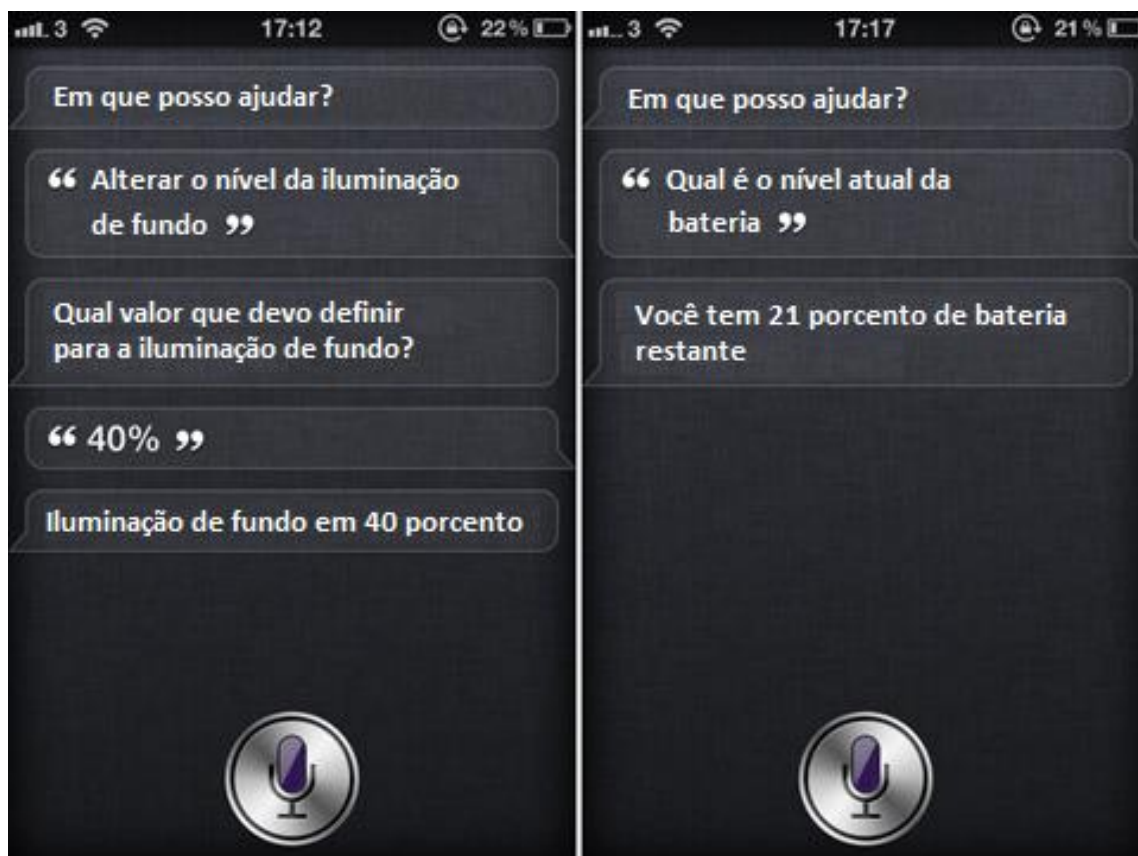 3 17:12 22%
Em que posso ajudar?
“ Alterar o nível da iluminação
de fundo ”
Qual valor que devo definir
para a iluminação de fundo?
“ 40% ”
Iluminação de fundo em 40 porcento
3 17:17 21%
Em que posso ajudar?
“ Qual é o nível atual da
bateria ”
Você tem 21 porcento de bateria
restante